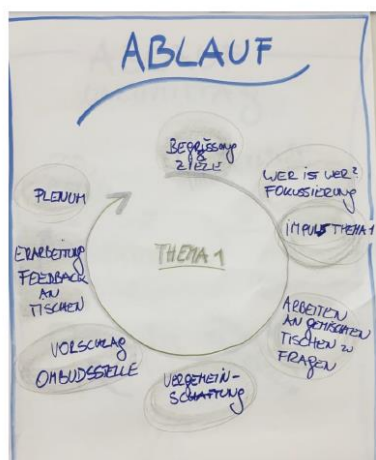 ABLAUF
BEGRÜSSUNG
&
ZIELE
WER IST WER?
FOKUSSIERUNG
IMPULS THEMA 1
ARBEITEN
AN GEMISCHTEN
TISCHEN ZU
FRAGEN
VERGEMEIN-
SCHAFTUNG
VORSCHLAG
OMBUDSSTELLE
ERARBEITUNG
FEEDBACK
AN
TISCHEN
PLENUM
THEMA 1